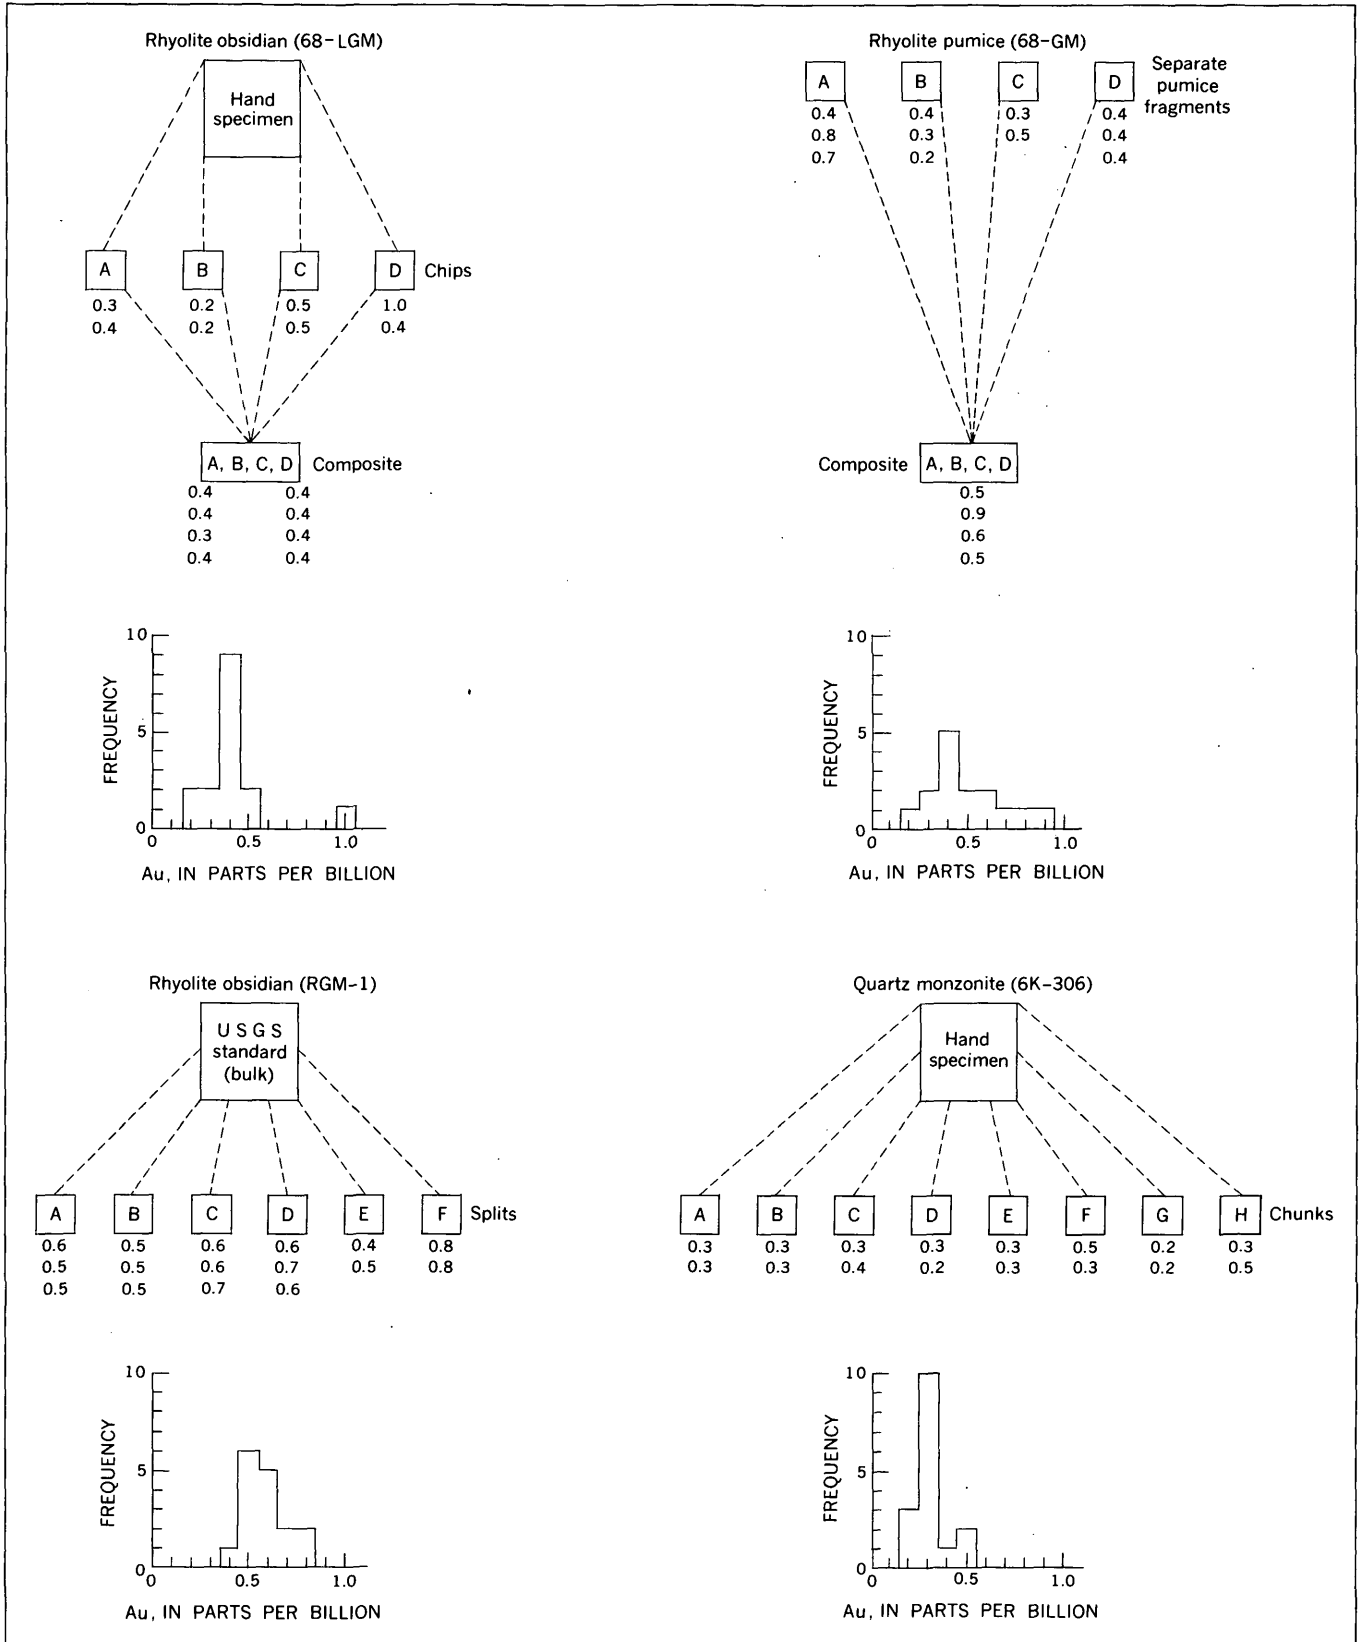 Rhyolite obsidian (68-LGM)
Hand
specimen
A B C D Chips
0.3 0.2 0.5 1.0
0.4 0.2 0.5 0.4
A, B, C, D Composite
0.4 0.4
0.4 0.4
0.3 0.4
0.4 0.4
10
5
0
FREQUENCY
0 0.5 1.0
Au, IN PARTS PER BILLION
Rhyolite pumice (68-GM)
A B C D
Separate
pumice
fragments
0.4 0.4 0.3 0.4
0.8 0.3 0.5 0.4
0.7 0.2 0.4
Composite A, B, C, D
0.5
0.9
0.6
0.5
10
5
0
FREQUENCY
0 0.5 1.0
Au, IN PARTS PER BILLION
Rhyolite obsidian (RGM-1)
U S G S
standard
(bulk)
A B C D E F Splits
0.6 0.5 0.6 0.6 0.4 0.8
0.5 0.5 0.6 0.7 0.5 0.8
0.5 0.5 0.7 0.6
10
5
0
FREQUENCY
0 0.5 1.0
Au, IN PARTS PER BILLION
Quartz monzonite (6K-306)
Hand
specimen
A B C D E F G H Chunks
0.3 0.3 0.3 0.3 0.3 0.5 0.2 0.3
0.3 0.3 0.4 0.2 0.3 0.3 0.2 0.5
10
5
0
FREQUENCY
0 0.5 1.0
Au, IN PARTS PER BILLION